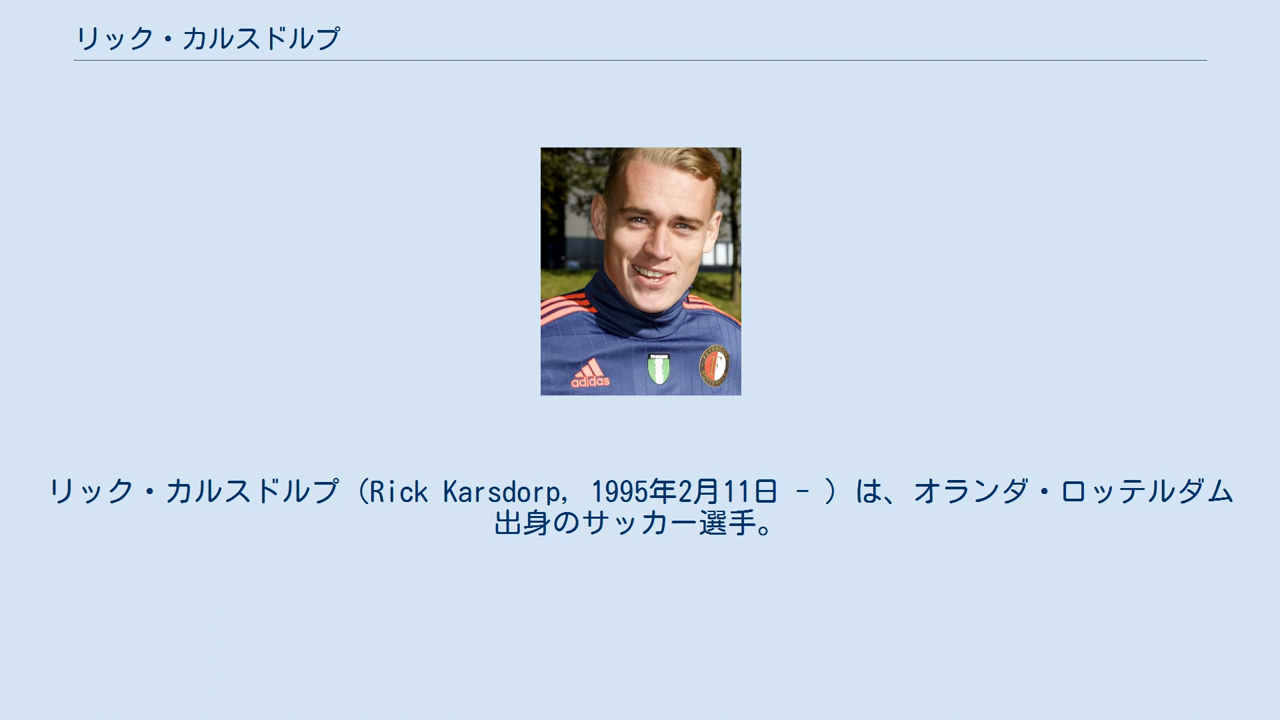 リック・カルスドルプ
adidas
リック・カルスドルプ（Rick Karsdorp, 1995年2月11日 - ）は、オランダ・ロッテルダム
出身のサッカー選手。